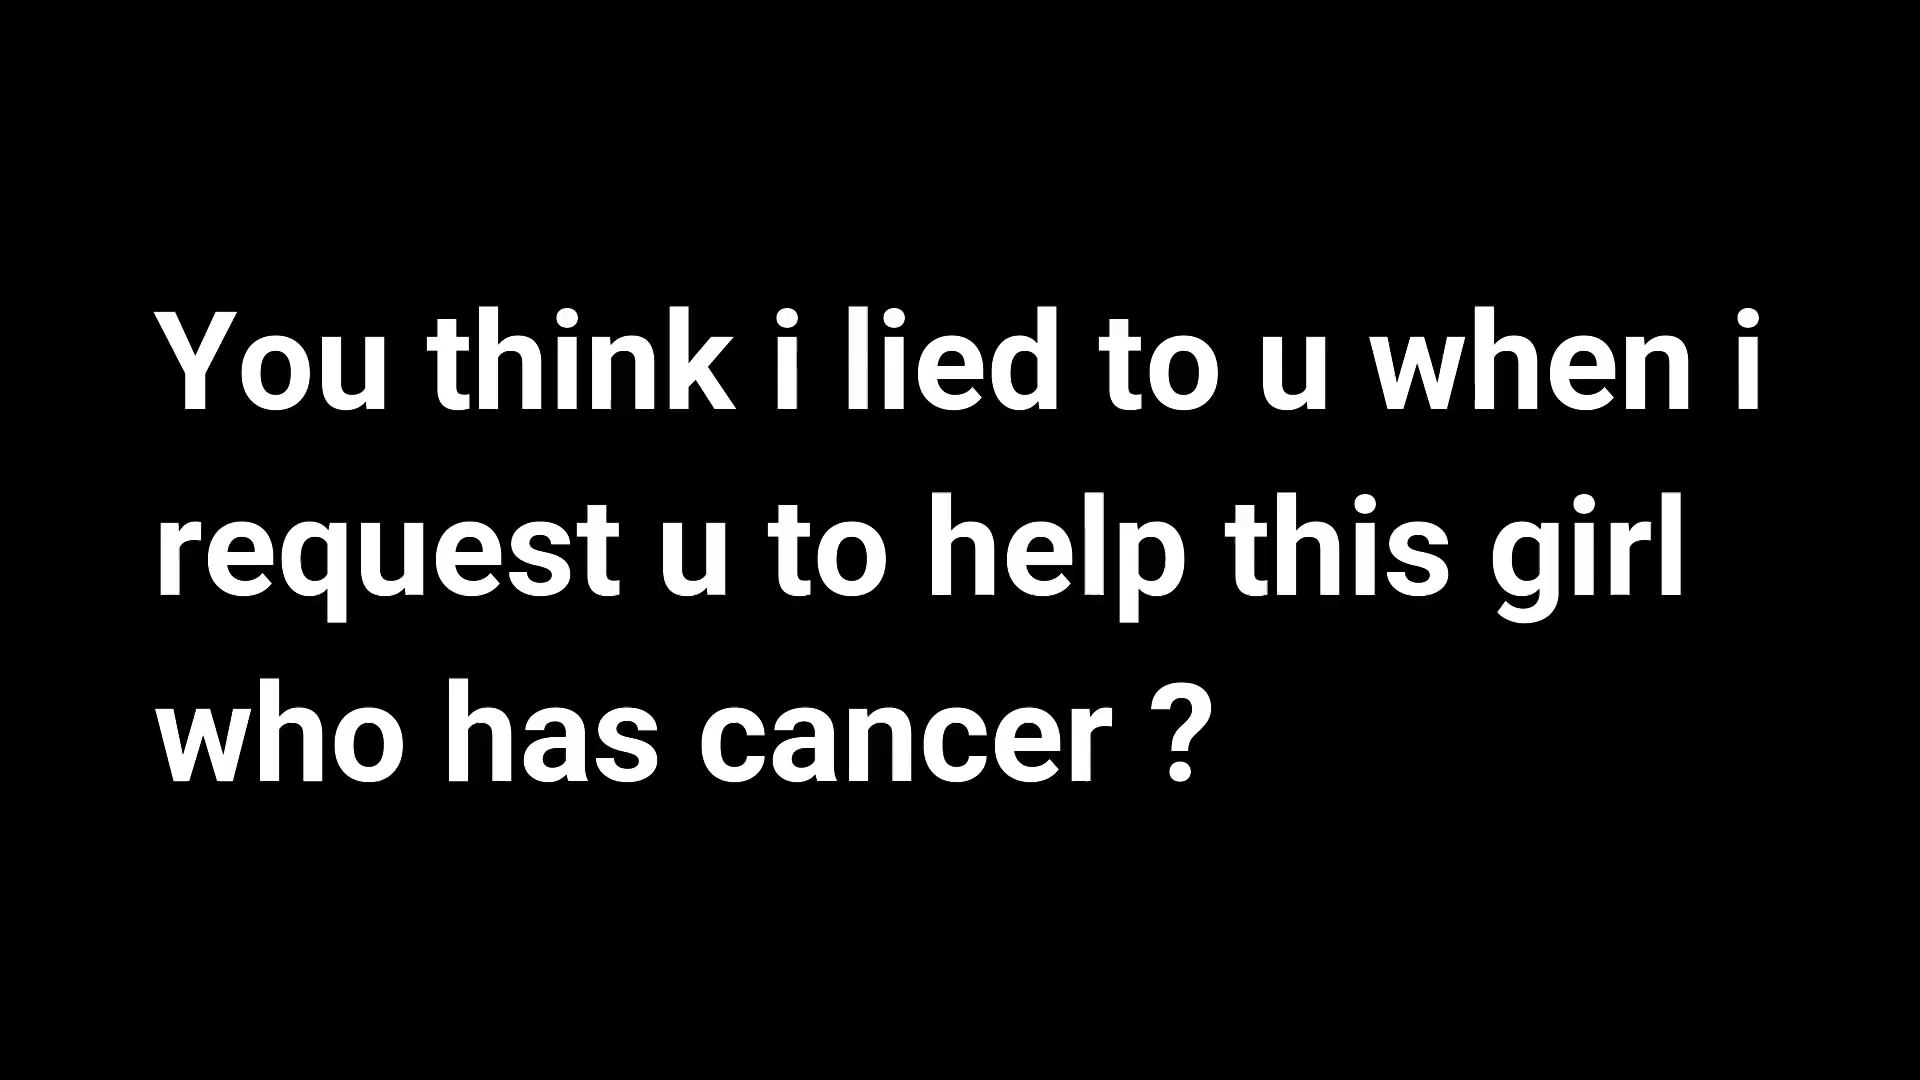 You think i lied to u when i
request u to help this girl
who has cancer ?